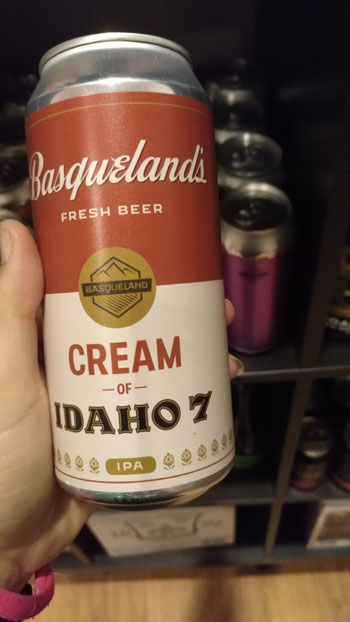 Basqueland's
FRESH BEER
BASQUELAND
CREAM
OF
IDAHO 7
IPA